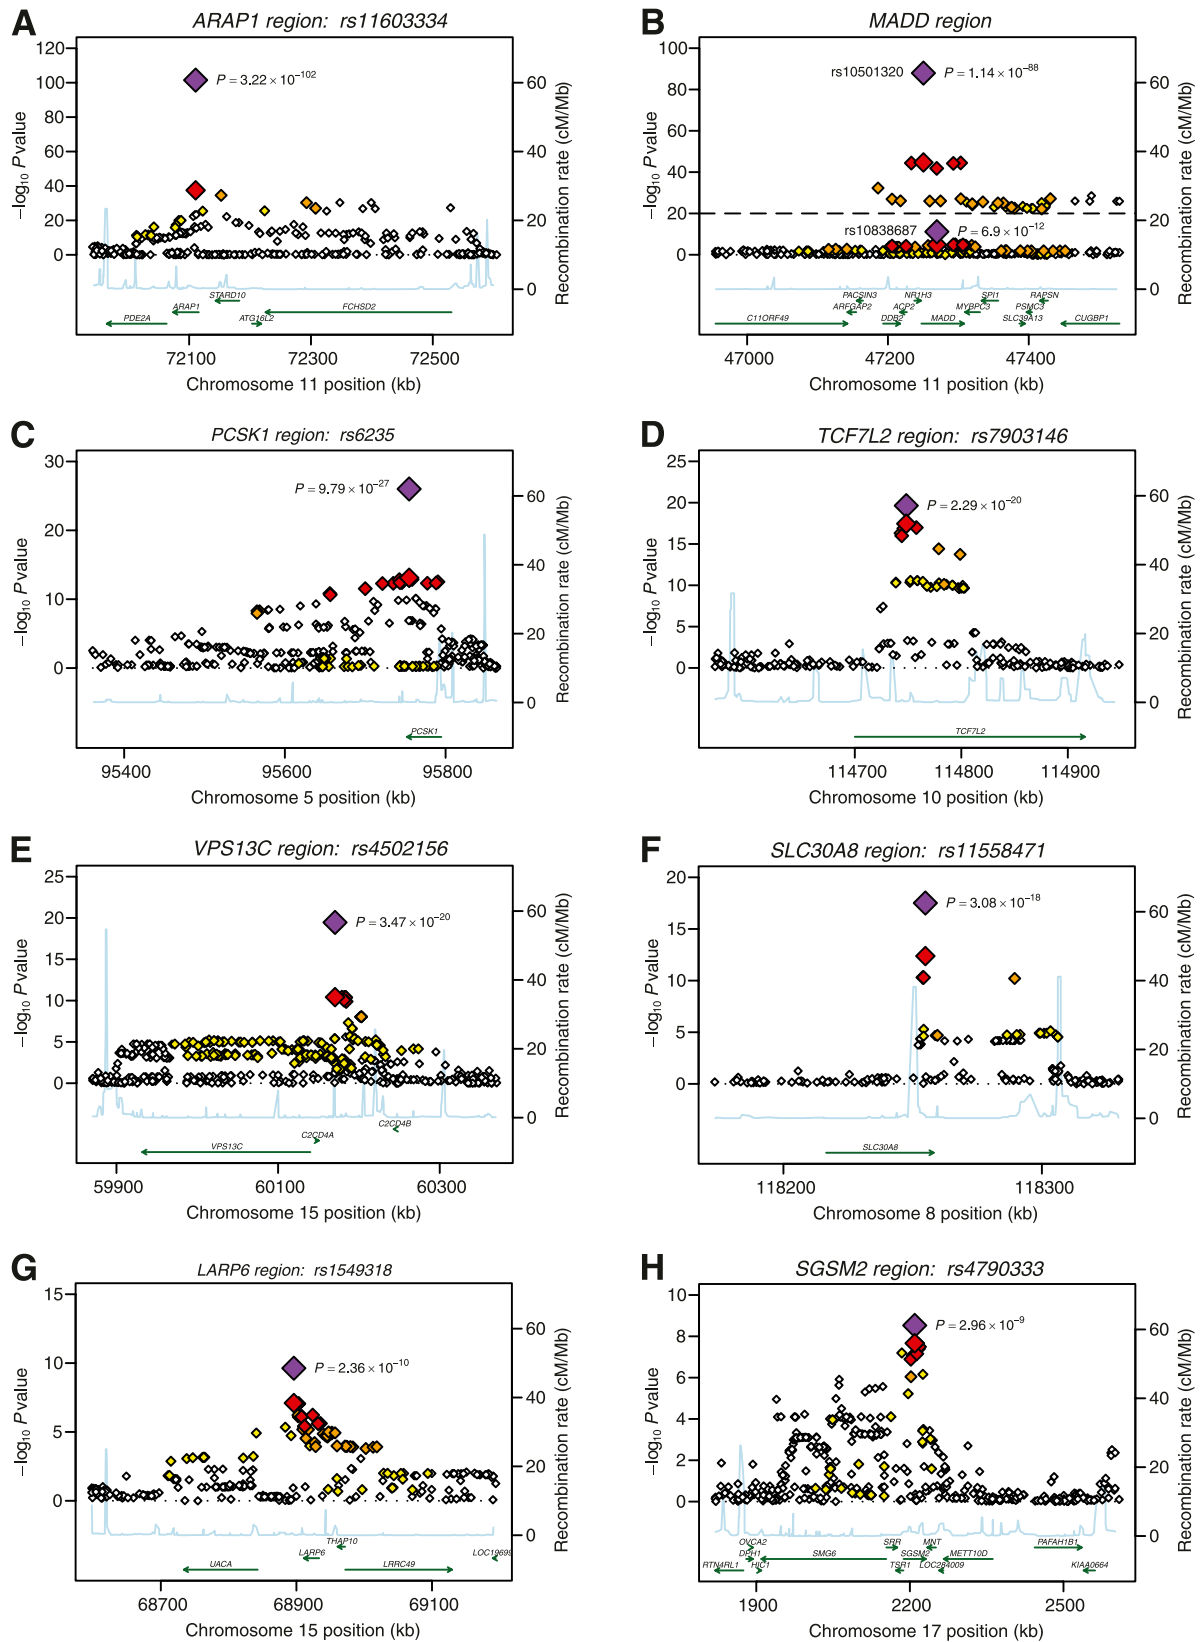 A
ARAP1 region: rs11603334
P = 3.22 × 10−102
−log10 P value
Recombination rate (cM/Mb)
120
100
80
60
40
20
0
60
40
20
0
STARD10
ARAP1
FCHSD2
PDE2A
ATG16L2
72100
72300
72500
Chromosome 11 position (kb)
B
MADD region
rs10501320
P = 1.14 × 10−88
rs10838687
P = 6.9 × 10−12
−log10 P value
Recombination rate (cM/Mb)
100
80
60
40
20
0
60
40
20
0
PACSIN3
NR1H3
SPI1
RAPSN
ARFGAP2
ACP2
MYBPC3
PSMC3
C11ORF49
DDB2
MADD
SLC39A13
CUGBP1
47000
47200
47400
Chromosome 11 position (kb)
C
PCSK1 region: rs6235
P = 9.79 × 10−27
−log10 P value
Recombination rate (cM/Mb)
30
20
10
0
60
40
20
0
PCSK1
95400
95600
95800
Chromosome 5 position (kb)
D
TCF7L2 region: rs7903146
P = 2.29 × 10−20
−log10 P value
Recombination rate (cM/Mb)
25
20
15
10
5
0
60
40
20
0
TCF7L2
114700
114800
114900
Chromosome 10 position (kb)
E
VPS13C region: rs4502156
P = 3.47 × 10−20
−log10 P value
Recombination rate (cM/Mb)
25
20
15
10
5
0
60
40
20
0
C2CD4B
C2CD4A
VPS13C
59900
60100
60300
Chromosome 15 position (kb)
F
SLC30A8 region: rs11558471
P = 3.08 × 10−18
−log10 P value
Recombination rate (cM/Mb)
20
15
10
5
0
60
40
20
0
SLC30A8
118200
118300
Chromosome 8 position (kb)
G
LARP6 region: rs1549318
P = 2.36 × 10−10
−log10 P value
Recombination rate (cM/Mb)
15
10
5
0
60
40
20
0
THAP10
LARP6
LOC19699
UACA
LRRC49
68700
68900
69100
Chromosome 15 position (kb)
H
SGSM2 region: rs4790333
P = 2.96 × 10−9
−log10 P value
Recombination rate (cM/Mb)
10
8
6
4
2
0
60
40
20
0
OVCA2
SRR
MNT
PAFAH1B1
DPH1
SMG6
SGSM2
METT10D
RTN4RL1
HIC1
TSR1
LOC284009
KIAA0664
1900
2200
2500
Chromosome 17 position (kb)